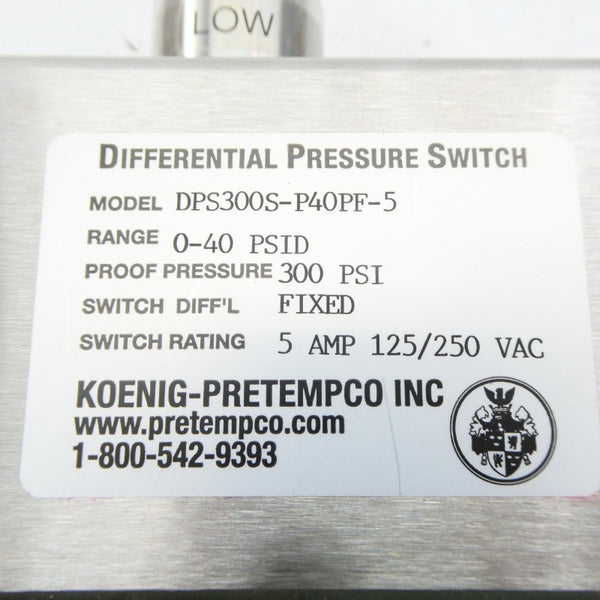 LOW
DIFFERENTIAL PRESSURE SWITCH
MODEL DPS300S-P40PF-5
RANGE 0-40 PSID
PROOF PRESSURE 300 PSI
SWITCH DIFF'L FIXED
SWITCH RATING 5 AMP 125/250 VAC
KOENIG-PRETEMPCO INC
www.pretempco.com
1-800-542-9393